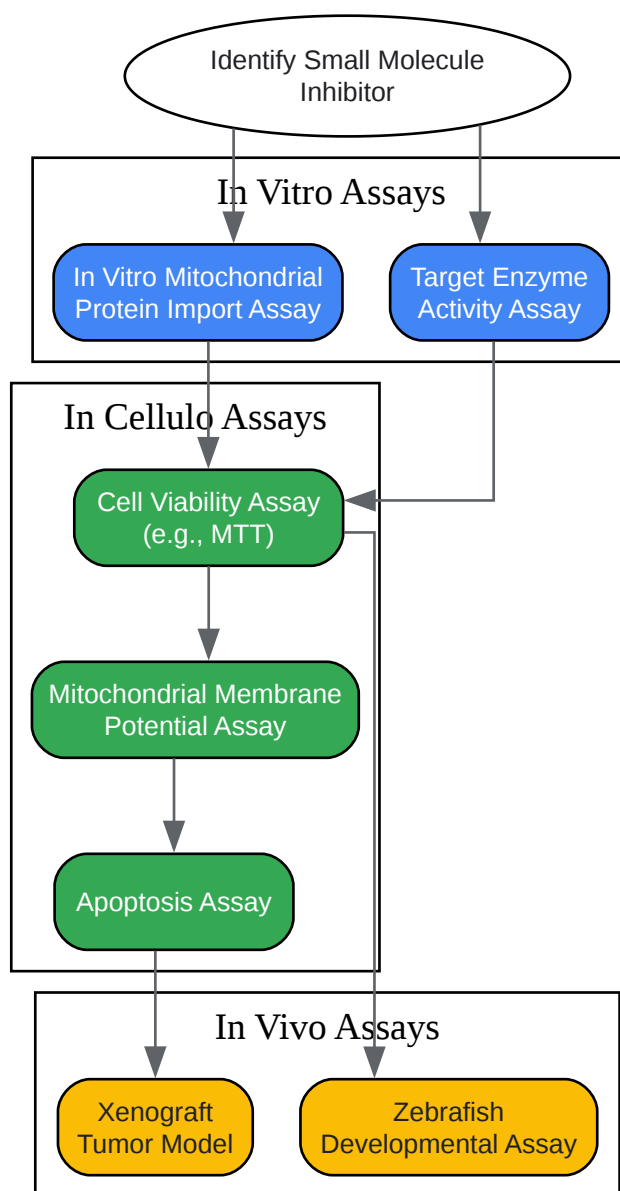 Identify Small Molecule
Inhibitor
In Vitro Assays
In Vitro Mitochondrial
Protein Import Assay
Target Enzyme
Activity Assay
In Cellulo Assays
Cell Viability Assay
(e.g., MTT)
Mitochondrial Membrane
Potential Assay
Apoptosis Assay
In Vivo Assays
Xenograft
Tumor Model
Zebrafish
Developmental Assay